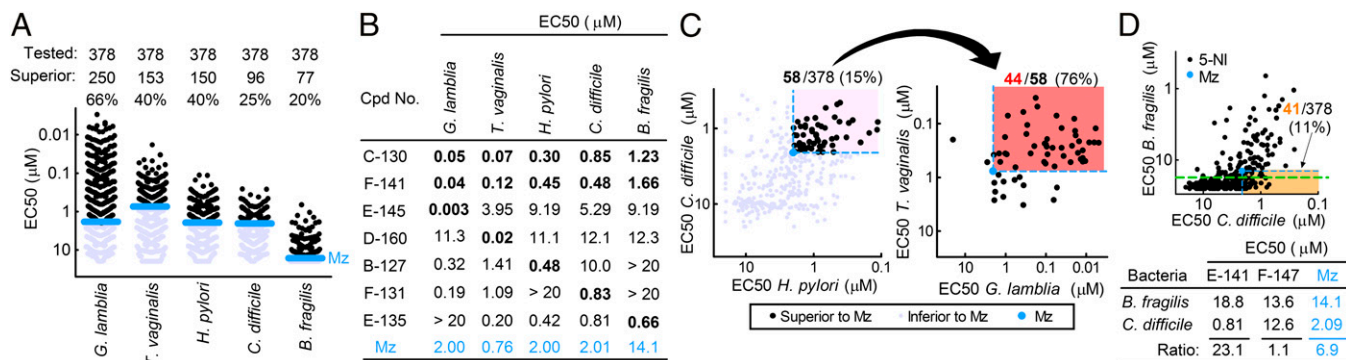 A
Tested: 378 378 378 378 378
Superior: 250 153 150 96 77
66% 40% 40% 25% 20%
EC50 (μM)
0.01
0.1
1
10
Mz
G. lamblia
T. vaginalis
H. pylori
C. difficile
B. fragilis
B
EC50 (μM)
Cpd No. G. lamblia T. vaginalis H. pylori C. difficile B. fragilis
C-130 0.05 0.07 0.30 0.85 1.23
F-141 0.04 0.12 0.45 0.48 1.66
E-145 0.003 3.95 9.19 5.29 9.19
D-160 11.3 0.02 11.1 12.1 12.3
B-127 0.32 1.41 0.48 10.0 > 20
F-131 0.19 1.09 > 20 0.83 > 20
E-135 > 20 0.20 0.42 0.81 0.66
Mz 2.00 0.76 2.00 2.01 14.1
C
58/378 (15%)
EC50 C. difficile (μM)
1
10
10 1 0.1
EC50 H. pylori (μM)
44/58 (76%)
EC50 T. vaginalis (μM)
0.1
1
10
10 1 0.1 0.01
EC50 G. lamblia (μM)
Superior to Mz Inferior to Mz Mz
D
5-NI
Mz
41/378
(11%)
EC50 B. fragilis (μM)
1
10
10 1 0.1
EC50 C. difficile (μM)
EC50 (μM)
Bacteria E-141 F-147 Mz
B. fragilis 18.8 13.6 14.1
C. difficile 0.81 12.6 2.09
Ratio: 23.1 1.1 6.9